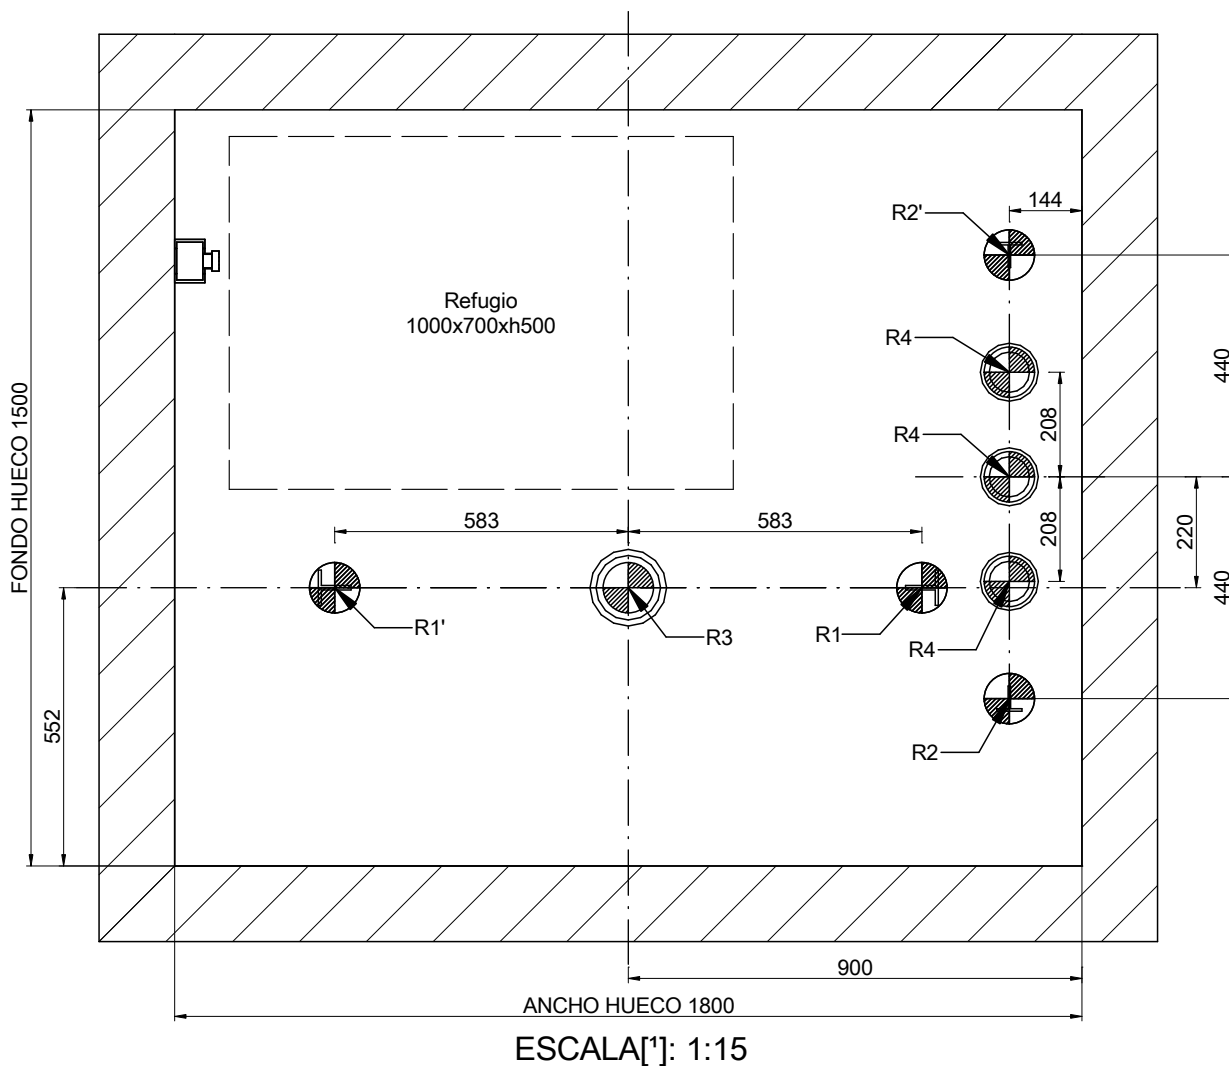 144
R2'
Refugio
1000x700xh500
R4
440
208
R4
FONDO HUECO 1500
583
583
208
220
440
R1'
R3
R1
R4
552
R2
900
ANCHO HUECO 1800
ESCALA[¹]: 1:15